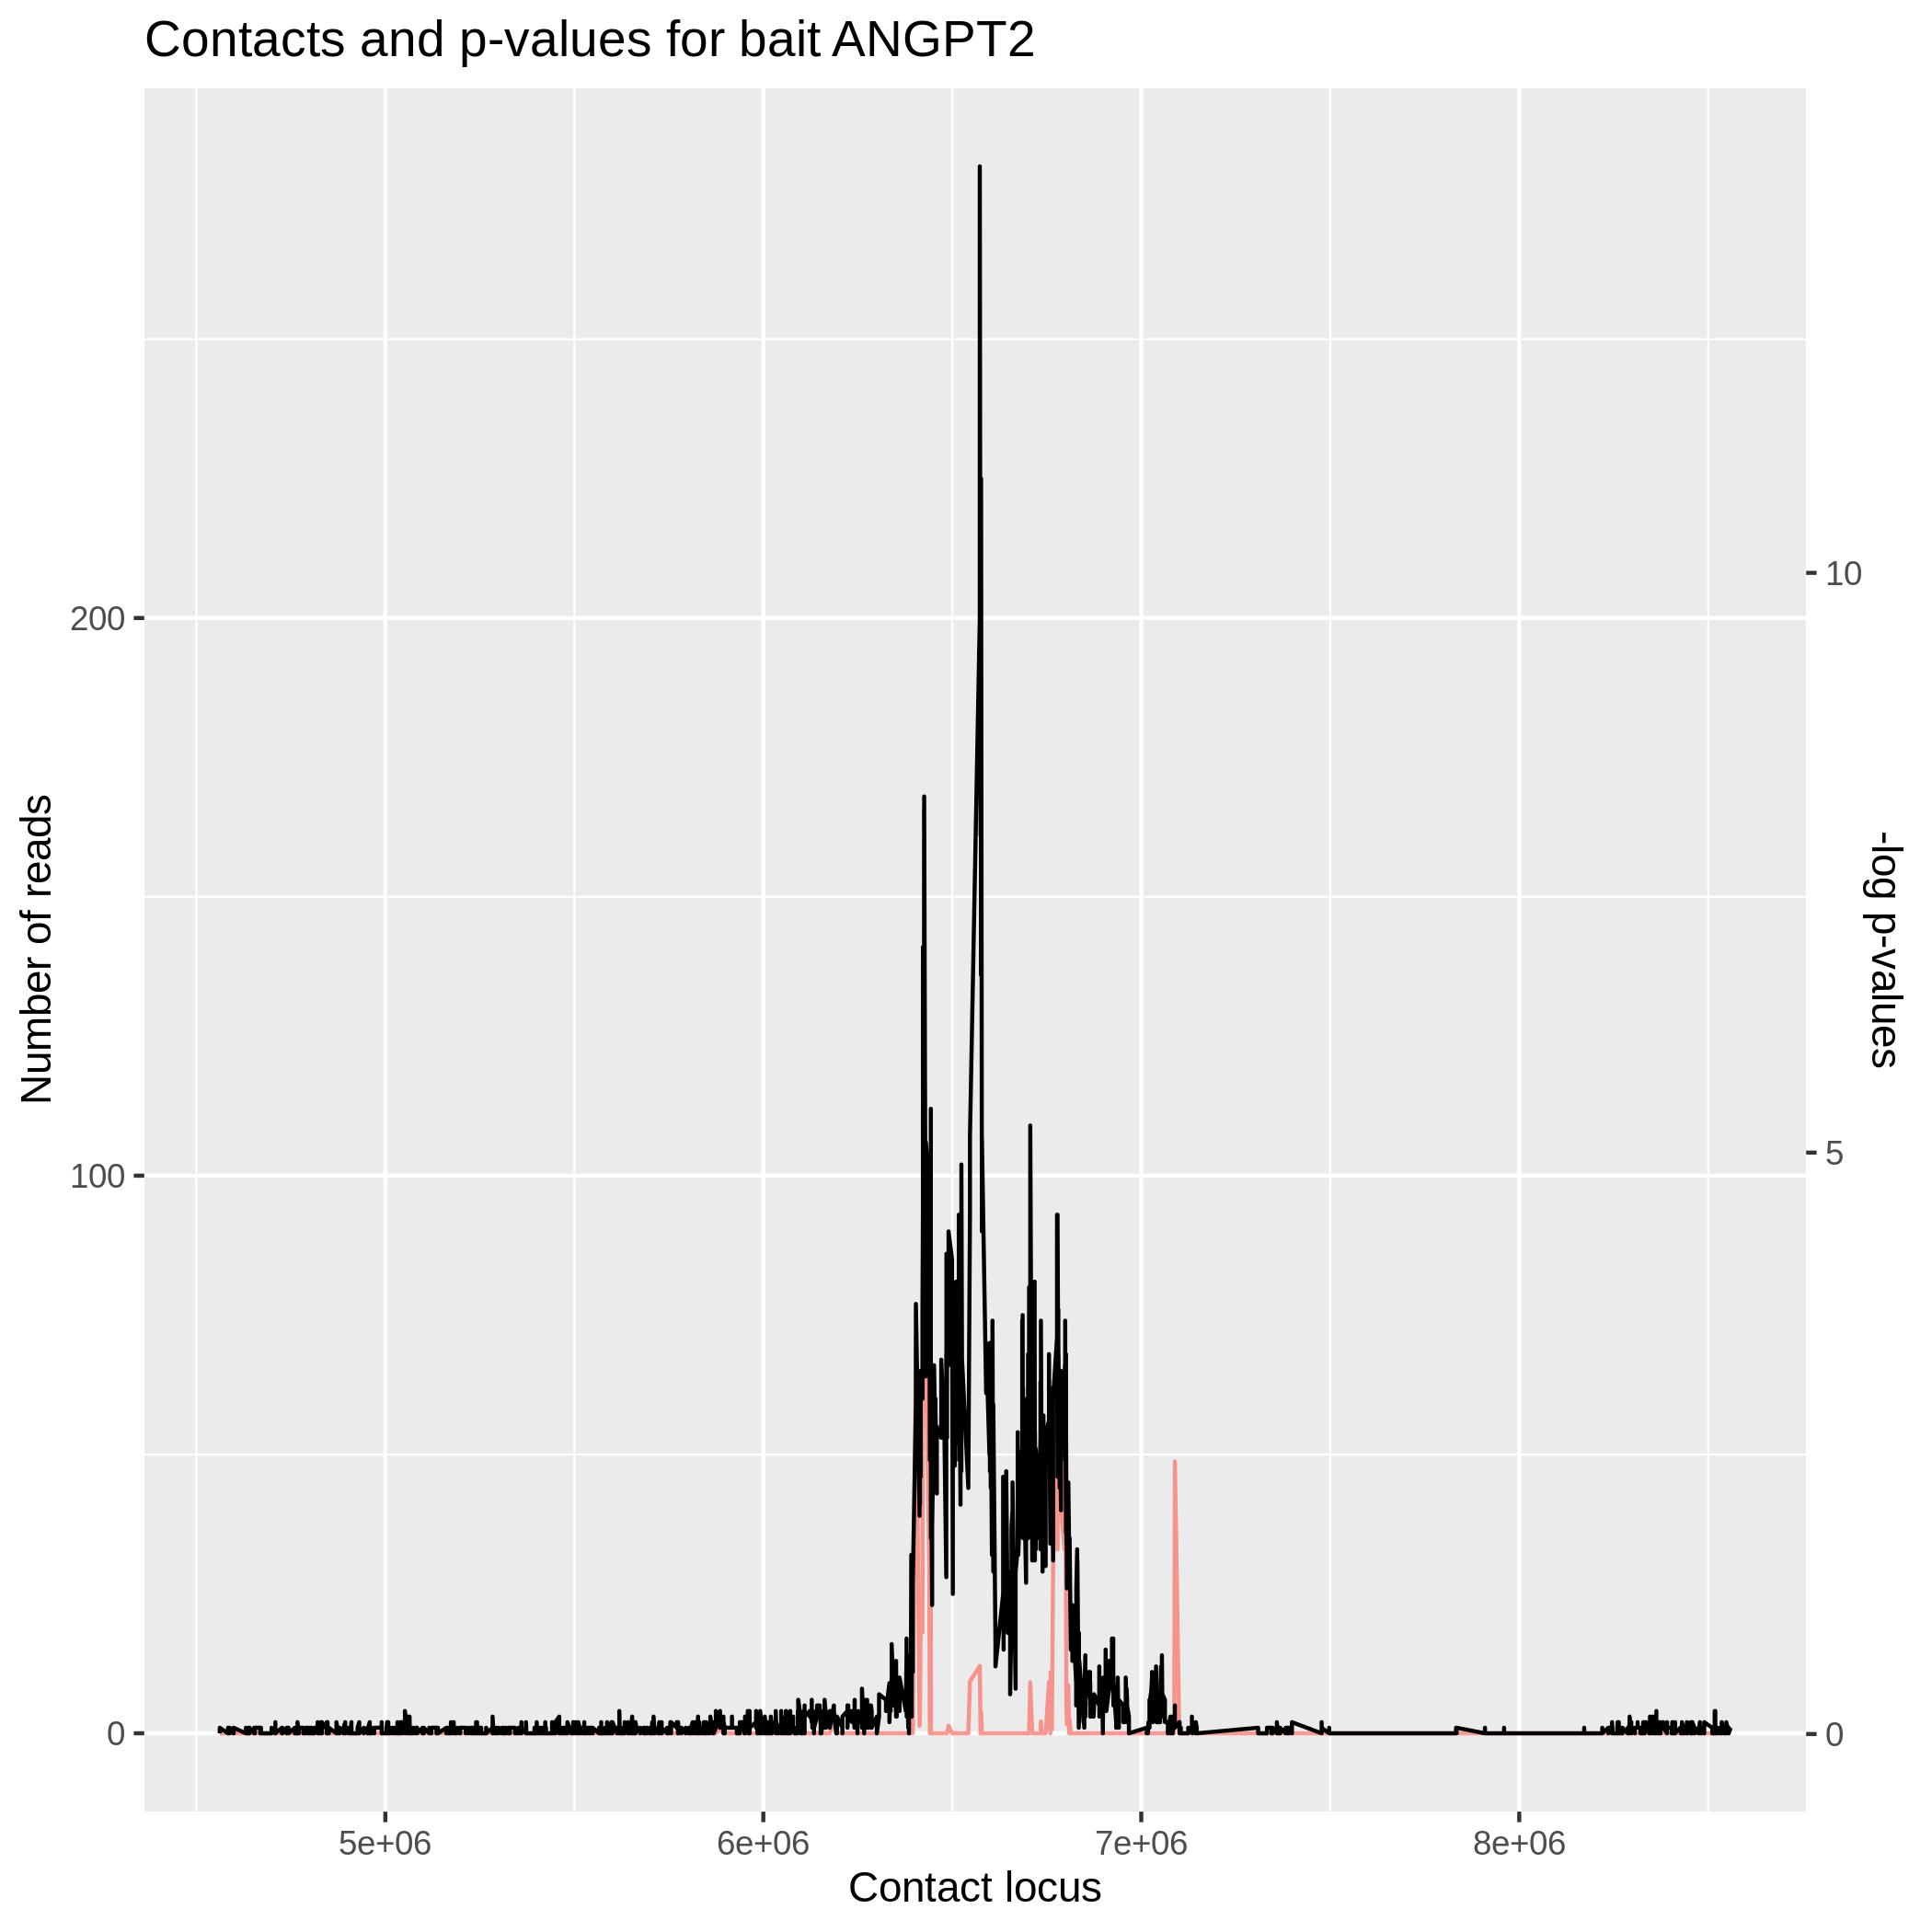 Contacts and p-values for bait ANGPT2
Number of reads
200
100
0
10
5
0
-log p-values
5e+06
6e+06
7e+06
8e+06
Contact locus